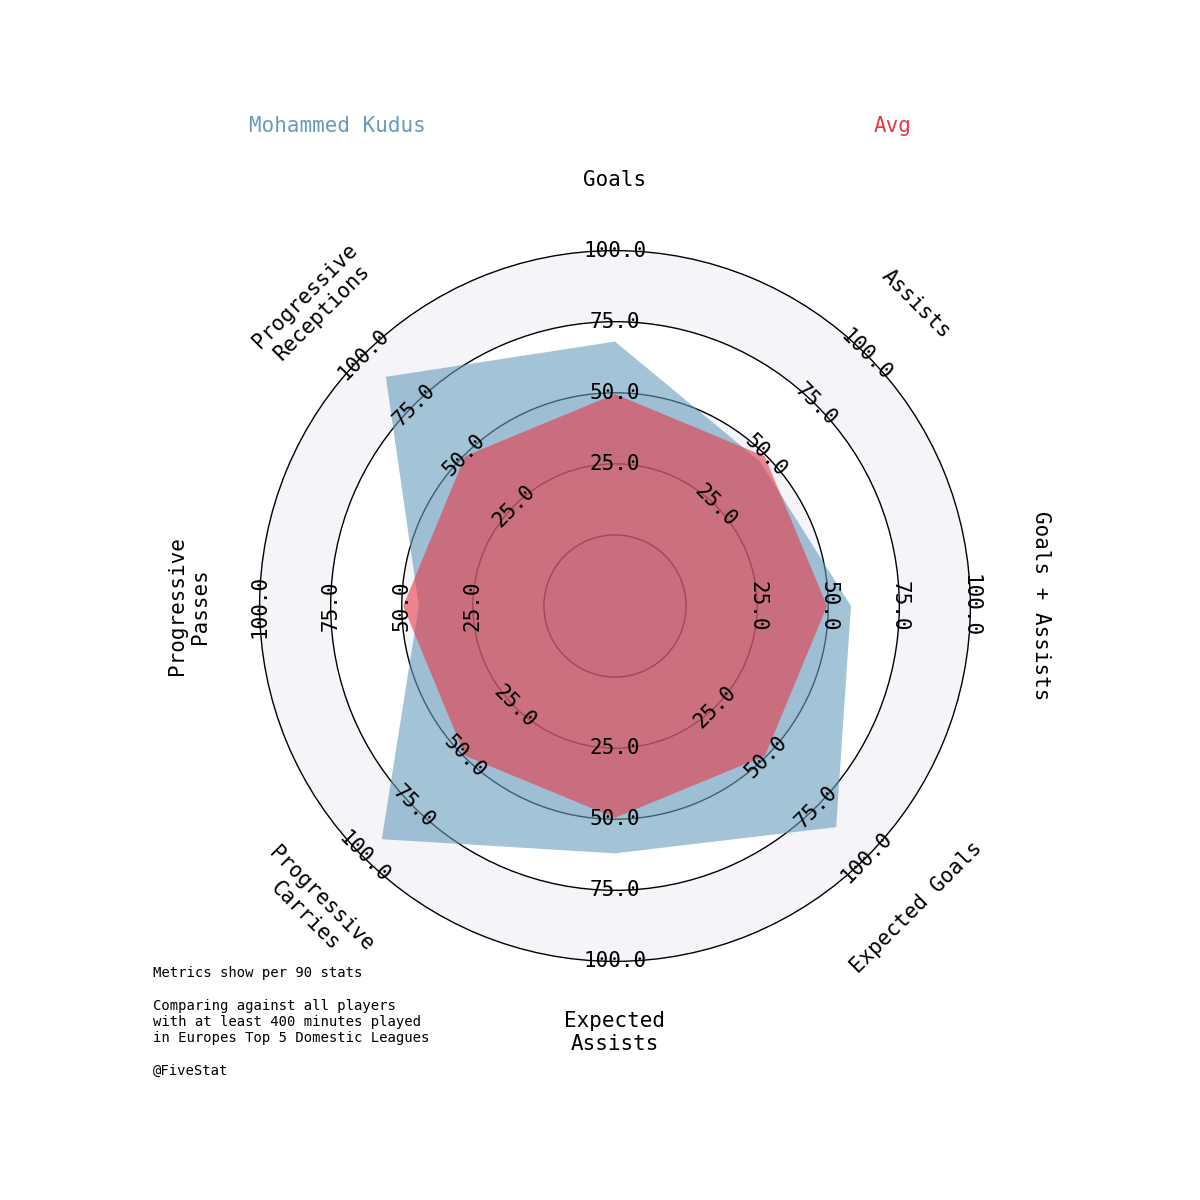 Mohammed Kudus
Avg
Goals
Assists
Goals + Assists
Expected Goals
Expected
Assists
Progressive
Carries
Progressive
Passes
Progressive
Receptions
100.0
75.0
50.0
25.0
100.0
75.0
50.0
25.0
100.0
75.0
50.0
25.0
100.0
75.0
50.0
25.0
100.0
75.0
50.0
25.0
100.0
75.0
50.0
25.0
100.0
75.0
50.0
25.0
100.0
75.0
50.0
25.0
Metrics show per 90 stats
Comparing against all players
with at least 400 minutes played
in Europes Top 5 Domestic Leagues
@FiveStat